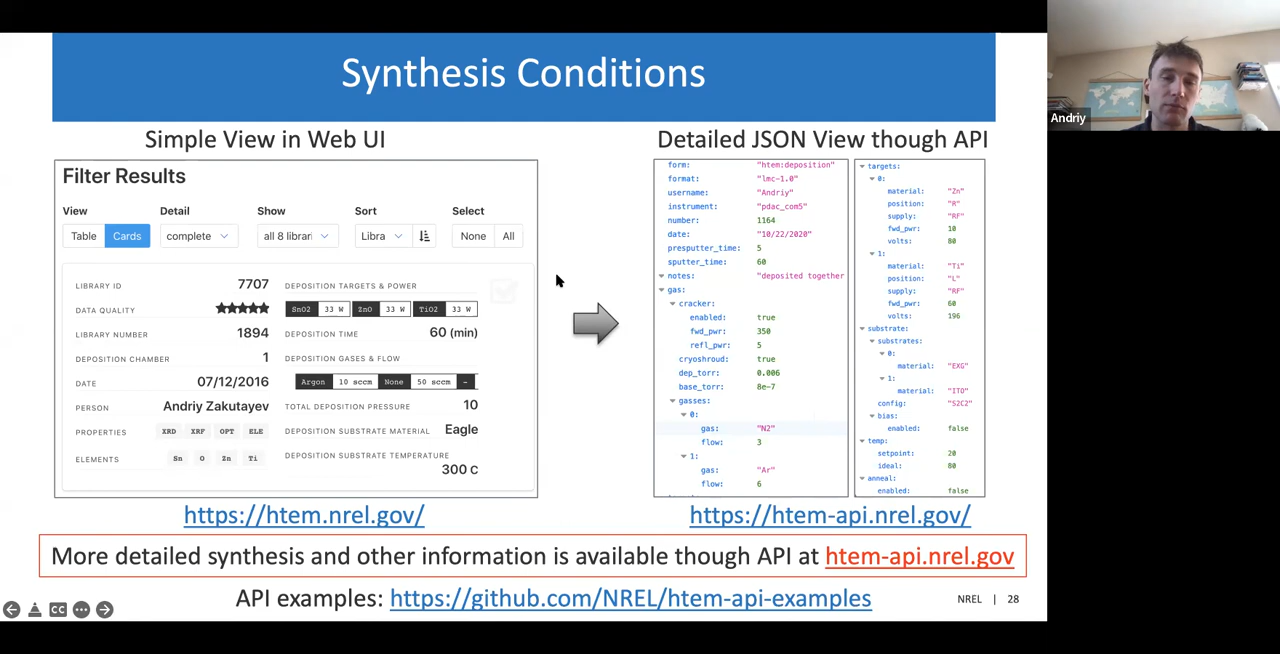 Synthesis Conditions
Andriy
Simple View in Web UI
Filter Results
View Detail Show Sort Select
Table Cards complete all 8 librari Libra None All
LIBRARY ID 7707
DATA QUALITY
LIBRARY NUMBER 1894
DEPOSITION CHAMBER 1
DATE 07/12/2016
PERSON Andriy Zakutayev
PROPERTIES XRD XRF OPT ELE
ELEMENTS Sn O Zn Ti
DEPOSITION TARGETS & POWER
SnO2 33 W ZnO 33 W TiO2 33 W
DEPOSITION TIME 60 (min)
DEPOSITION GASES & FLOW
Argon 10 sccm None 50 sccm –
TOTAL DEPOSITION PRESSURE 10
DEPOSITION SUBSTRATE MATERIAL Eagle
DEPOSITION SUBSTRATE TEMPERATURE
300 C
https://htem.nrel.gov/
Detailed JSON View though API
form: "htem:deposition"
format: "lmc-1.0"
username: "Andriy"
instrument: "pdac_com5"
number: 1164
date: "10/22/2020"
presputter_time: 5
sputter_time: 60
notes: "deposited together
gas:
cracker:
enabled: true
fwd_pwr: 350
refl_pwr: 5
cryoshroud: true
dep_torr: 0.006
base_torr: 8e-7
gasses:
0:
gas: "N2"
flow: 3
1:
gas: "Ar"
flow: 6
targets:
0:
material: "Zn"
position: "R"
supply: "RF"
fwd_pwr: 10
volts: 80
1:
material: "Ti"
position: "L"
supply: "RF"
fwd_pwr: 60
volts: 196
substrate:
substrates:
0:
material: "EXG"
1:
material: "ITO"
config: "S2C2"
bias:
enabled: false
temp:
setpoint: 20
ideal: 80
anneal:
enabled: false
https://htem-api.nrel.gov/
More detailed synthesis and other information is available though API at htem-api.nrel.gov
API examples: https://github.com/NREL/htem-api-examples
CC
NREL | 28